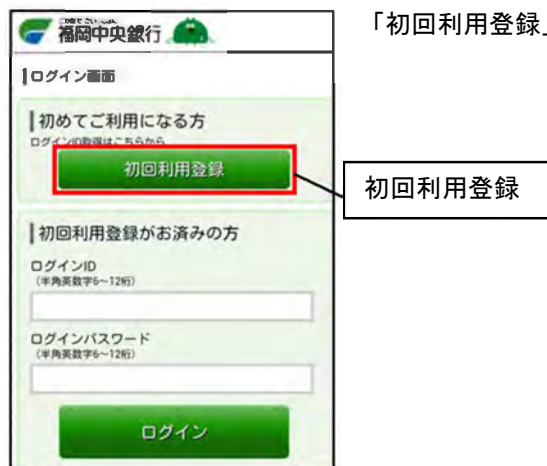 福岡中央銀行
「初回利用登録」
ログイン画面
初めてご利用になる方
ログインID取得はこちらから
初回利用登録
初回利用登録
初回利用登録がお済みの方
ログインID
(半角英数字6～12桁)
ログインパスワード
(半角英数字6～12桁)
ログイン